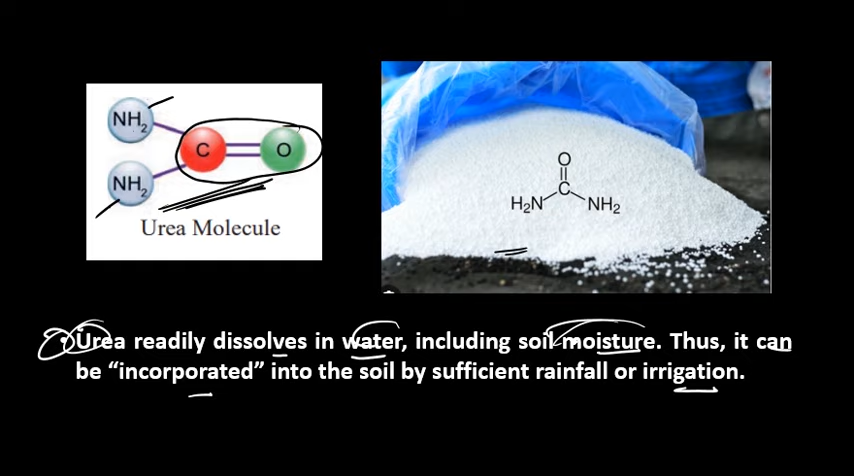 NH2
C
O
NH2
Urea Molecule
O
C
H2N
NH2
• Urea readily dissolves in water, including soil moisture. Thus, it can
be “incorporated” into the soil by sufficient rainfall or irrigation.